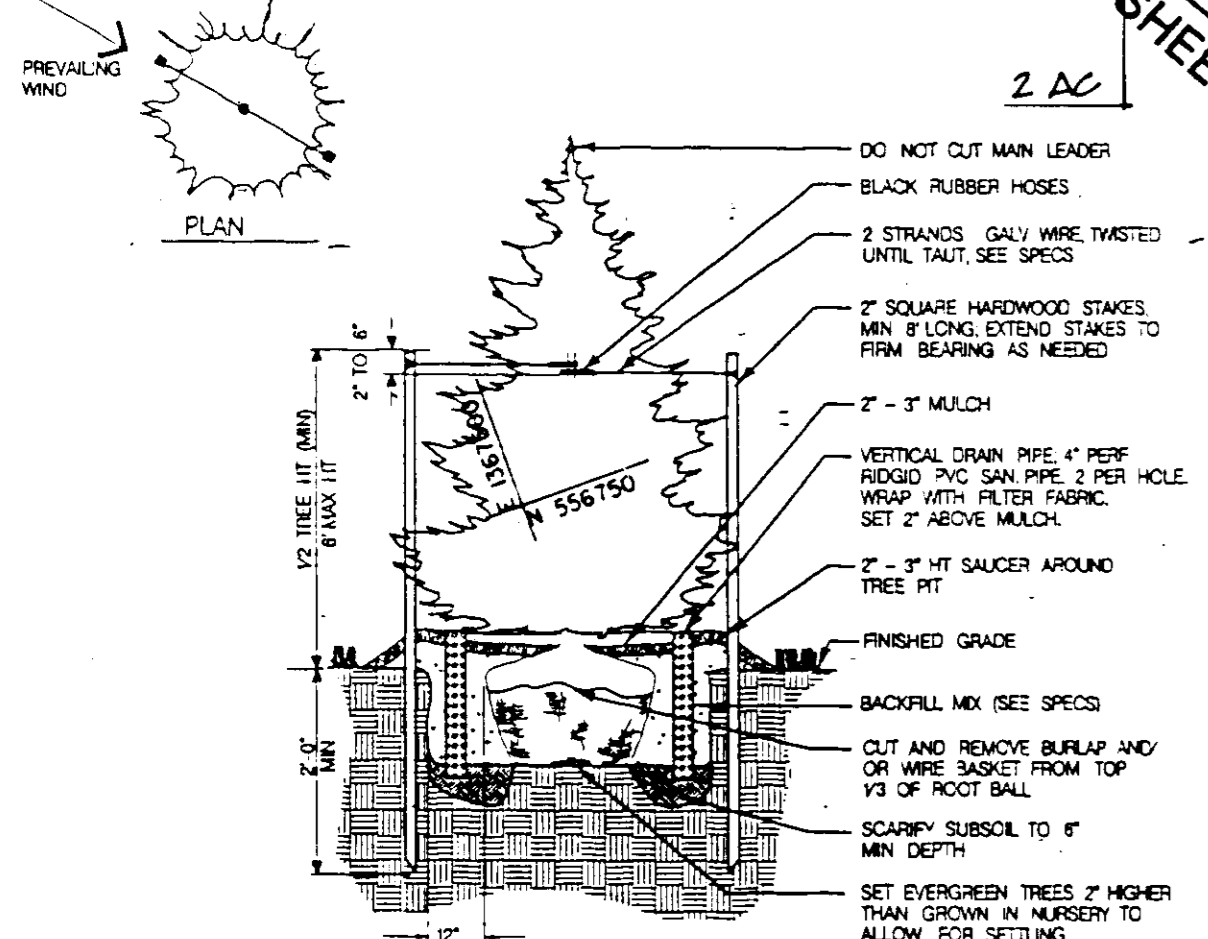 SHEE
2 AC
PREVAILING
WIND
PLAN
DO NOT CUT MAIN LEADER
BLACK RUBBER HOSES
2 STRANDS GALV WIRE, TWISTED
UNTIL TAUT, SEE SPECS
2" SQUARE HARDWOOD STAKES,
MIN 8' LONG; EXTEND STAKES TO
FIRM BEARING AS NEEDED
2" - 3" MULCH
VERTICAL DRAIN PIPE; 4" PERF
RIDGID PVC SAN. PIPE. 2 PER HOLE.
WRAP WITH FILTER FABRIC.
SET 2" ABOVE MULCH.
2" - 3" HT SAUCER AROUND
TREE PIT
FINISHED GRADE
BACKFILL MIX (SEE SPECS)
CUT AND REMOVE BURLAP AND/
OR WIRE BASKET FROM TOP
1/3 OF ROOT BALL
SCARIFY SUBSOIL TO 6"
MIN DEPTH
SET EVERGREEN TREES 2" HIGHER
THAN GROWN IN NURSERY TO
ALLOW FOR SETTLING
2" TO 6"
1/2 TREE HT (MIN)
6' MAX HT
2'-0"
MIN
12"
E 1367600
N 556750